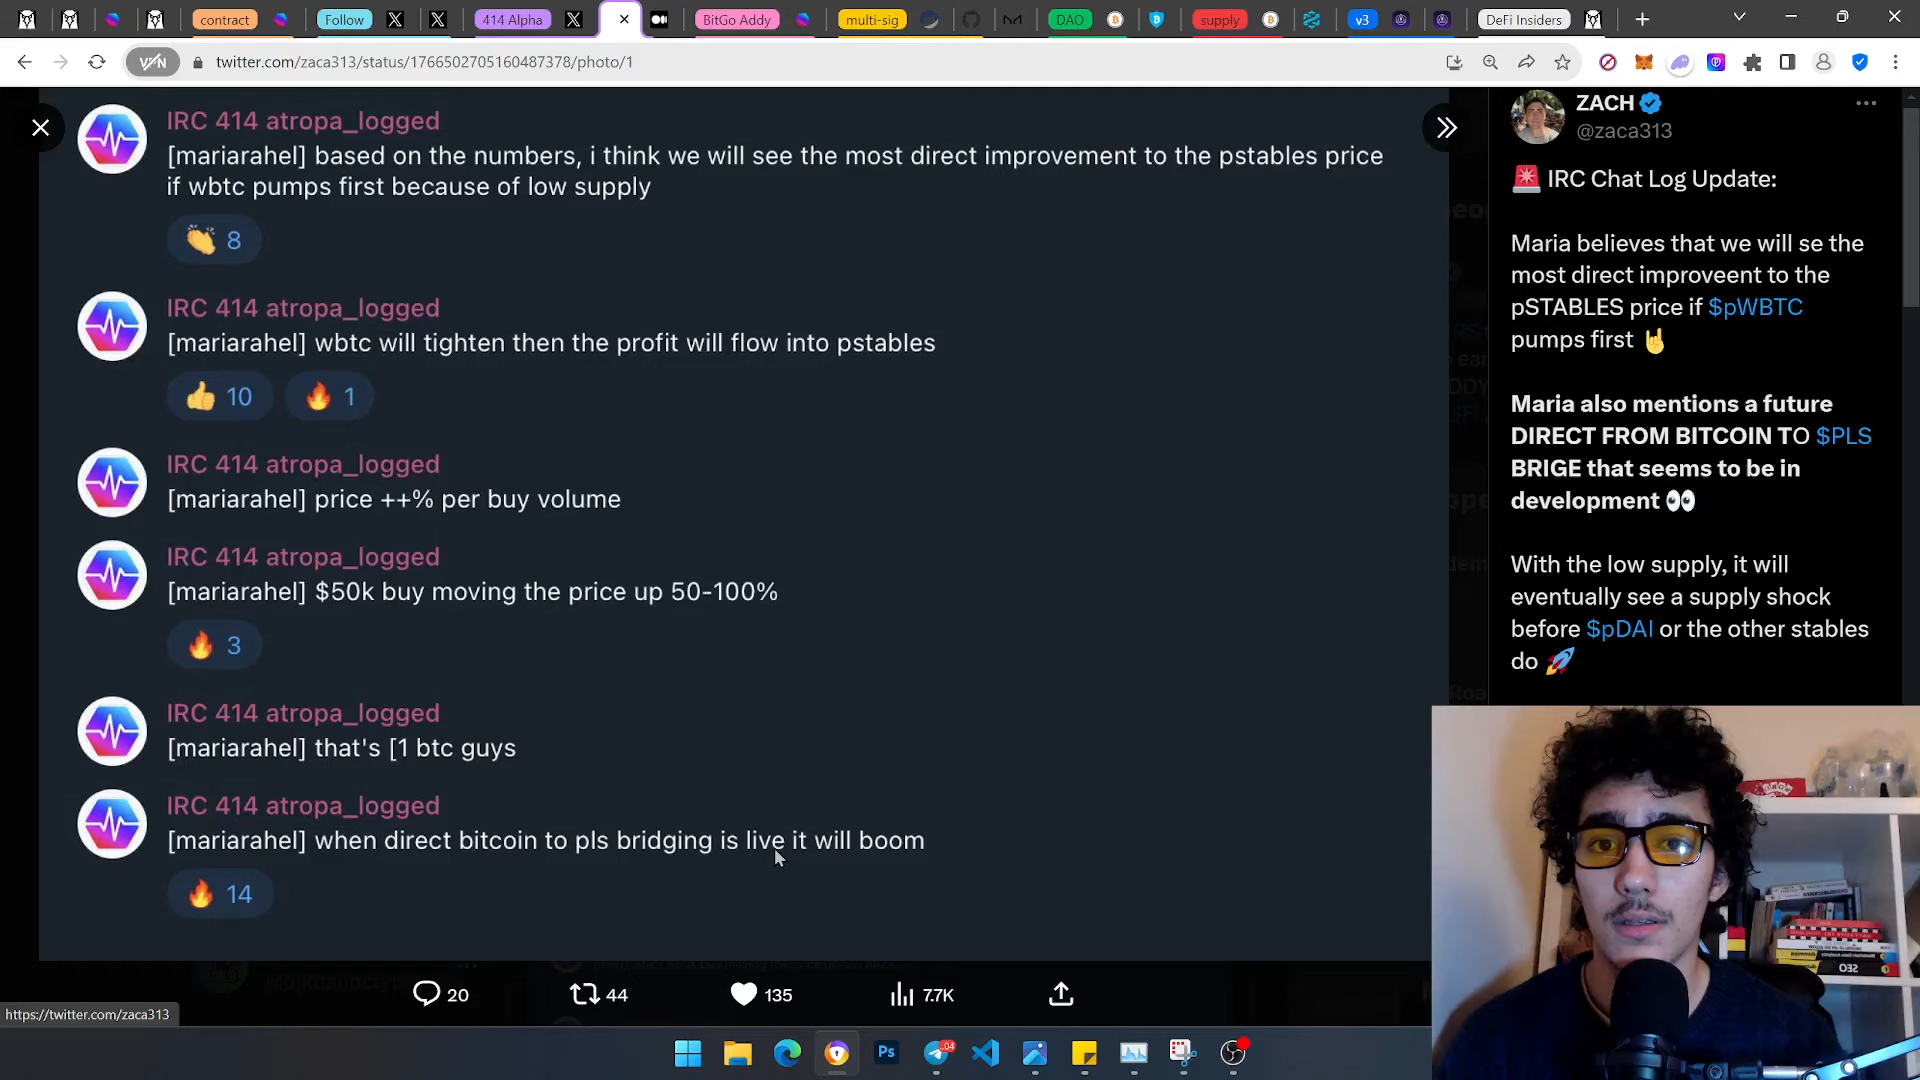 contract
Follow
414 Alpha
BitGo Addy
multi-sig
DAO
supply
v3
DeFi Insiders
VPN
twitter.com/zaca313/status/1766502705160487378/photo/1
IRC 414 atropa_logged
[mariarahel] based on the numbers, i think we will see the most direct improvement to the pstables price
if wbtc pumps first because of low supply
8
IRC 414 atropa_logged
[mariarahel] wbtc will tighten then the profit will flow into pstables
10
1
IRC 414 atropa_logged
[mariarahel] price ++% per buy volume
IRC 414 atropa_logged
[mariarahel] $50k buy moving the price up 50-100%
3
IRC 414 atropa_logged
[mariarahel] that's [1 btc guys
IRC 414 atropa_logged
[mariarahel] when direct bitcoin to pls bridging is live it will boom
14
20
44
135
7.7K
https://twitter.com/zaca313
ZACH
@zaca313
🚨 IRC Chat Log Update:
Maria believes that we will se the
most direct improveent to the
pSTABLES price if $pWBTC
pumps first 🤘
Maria also mentions a future
DIRECT FROM BITCOIN TO $PLS
BRIGE that seems to be in
development 👀
With the low supply, it will
eventually see a supply shock
before $pDAI or the other stables
do 🚀
SEO
Ps
04